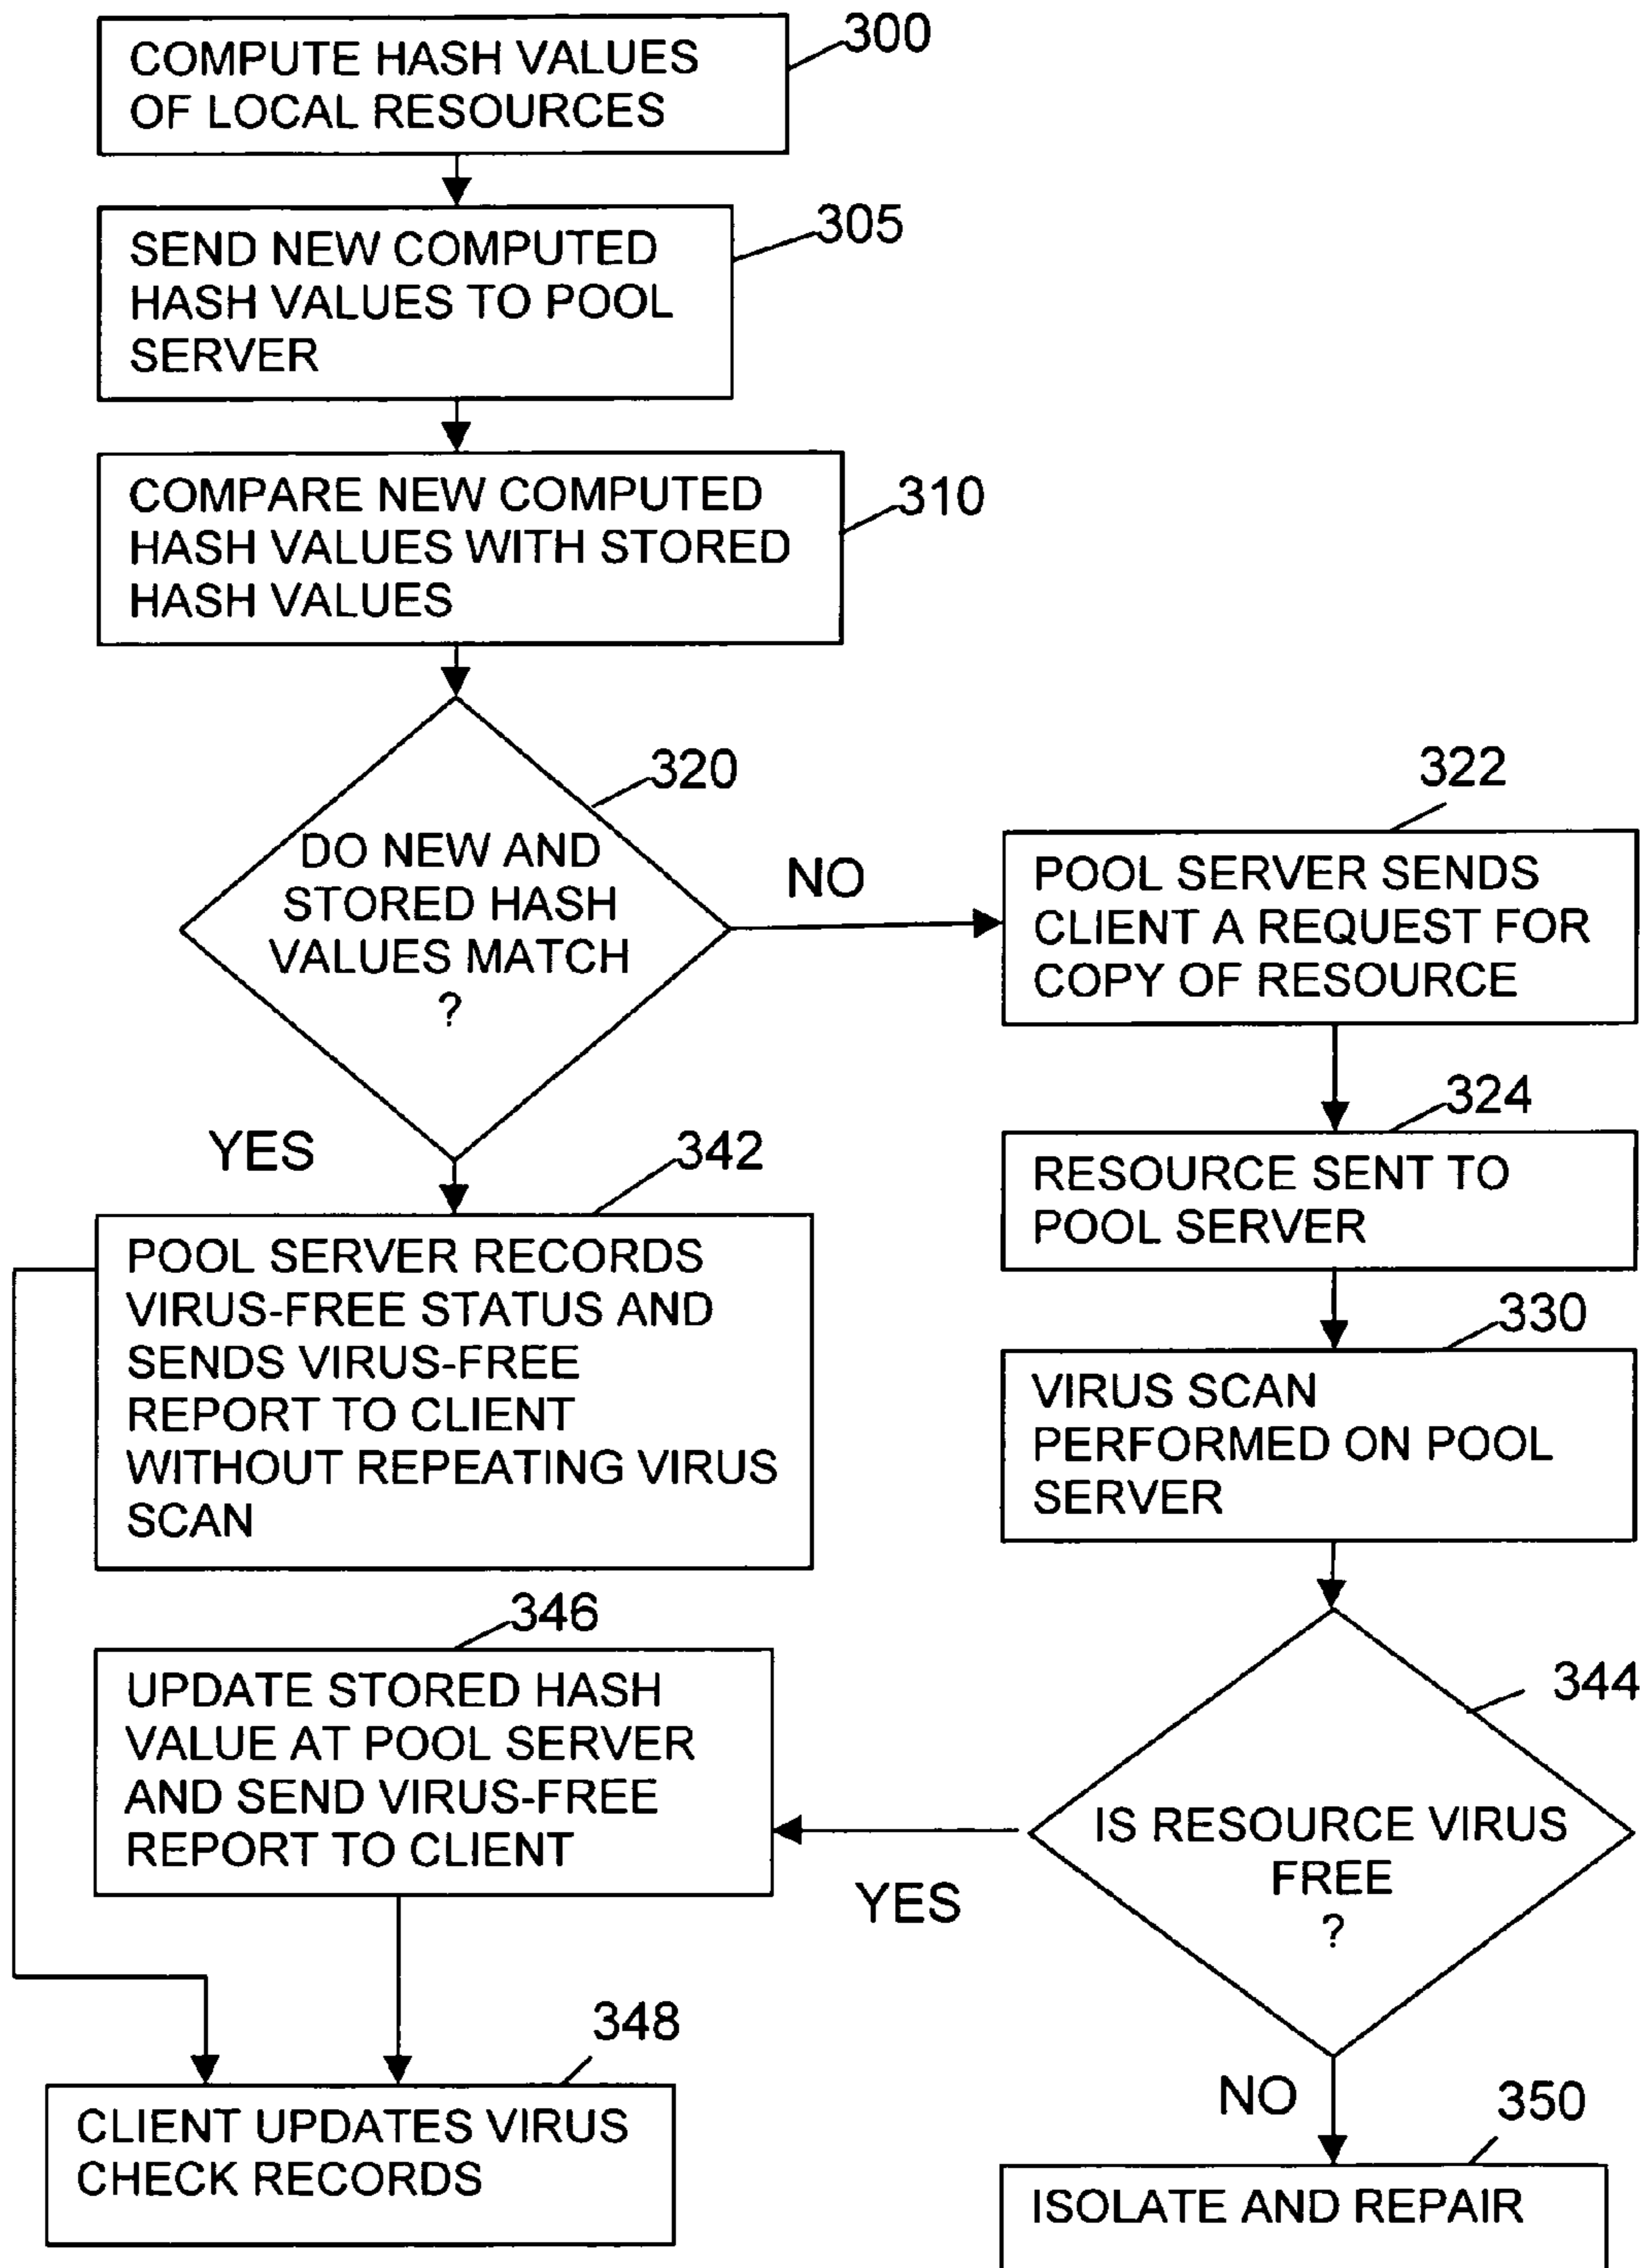 COMPUTE HASH VALUES
OF LOCAL RESOURCES
300
SEND NEW COMPUTED
HASH VALUES TO POOL
SERVER
305
COMPARE NEW COMPUTED
HASH VALUES WITH STORED
HASH VALUES
310
320
DO NEW AND
STORED HASH
VALUES MATCH
?
NO
322
POOL SERVER SENDS
CLIENT A REQUEST FOR
COPY OF RESOURCE
324
RESOURCE SENT TO
POOL SERVER
YES
342
POOL SERVER RECORDS
VIRUS-FREE STATUS AND
SENDS VIRUS-FREE
REPORT TO CLIENT
WITHOUT REPEATING VIRUS
SCAN
330
VIRUS SCAN
PERFORMED ON POOL
SERVER
346
UPDATE STORED HASH
VALUE AT POOL SERVER
AND SEND VIRUS-FREE
REPORT TO CLIENT
344
IS RESOURCE VIRUS
FREE
?
YES
348
CLIENT UPDATES VIRUS
CHECK RECORDS
NO
350
ISOLATE AND REPAIR